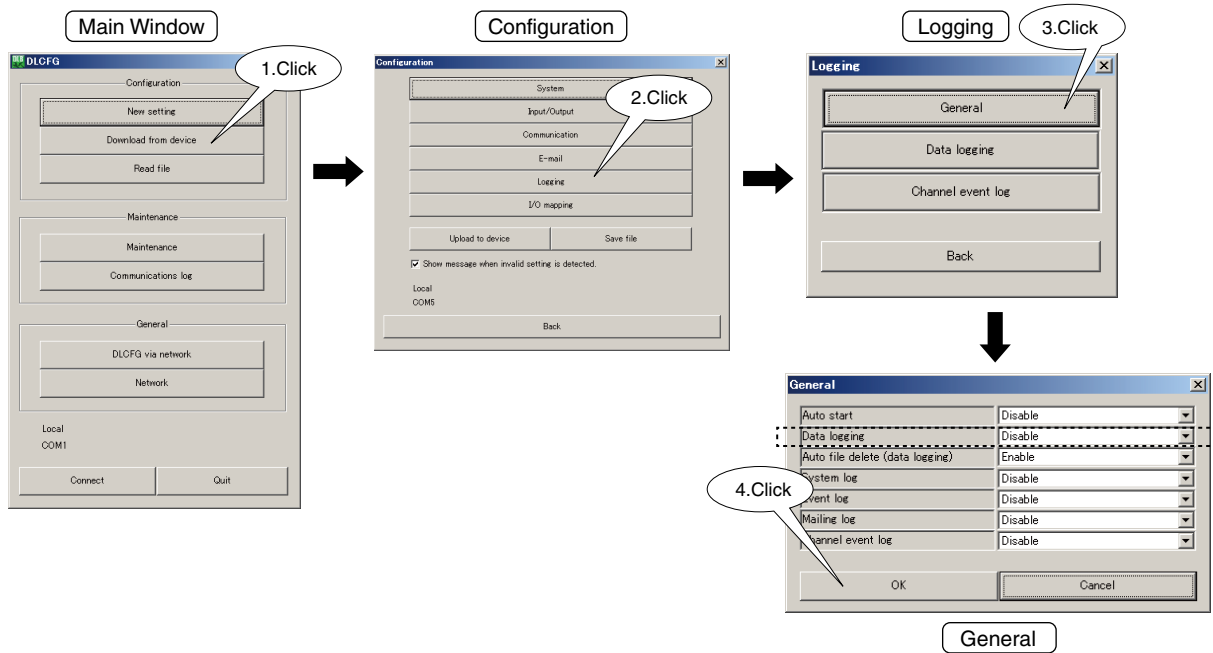 Main Window
DLCFG
1.Click
Configuration
New setting
Download from device
Read file
Maintenance
Maintenance
Communications log
General
DLCFG via network
Network
Local
COM1
Connect Quit
Configuration
Configuration
System
2.Click
Input/Output
Communication
E-mail
Logging
I/O mapping
Upload to device Save file
Show message when invalid setting is detected.
Local
COM5
Back
Logging
3.Click
Logging
General
Data logging
Channel event log
Back
General
Auto start Disable
Data logging Disable
Auto file delete (data logging) Enable
System log Disable
4.Click
Event log Disable
Mailing log Disable
Channel event log Disable
OK Cancel
General